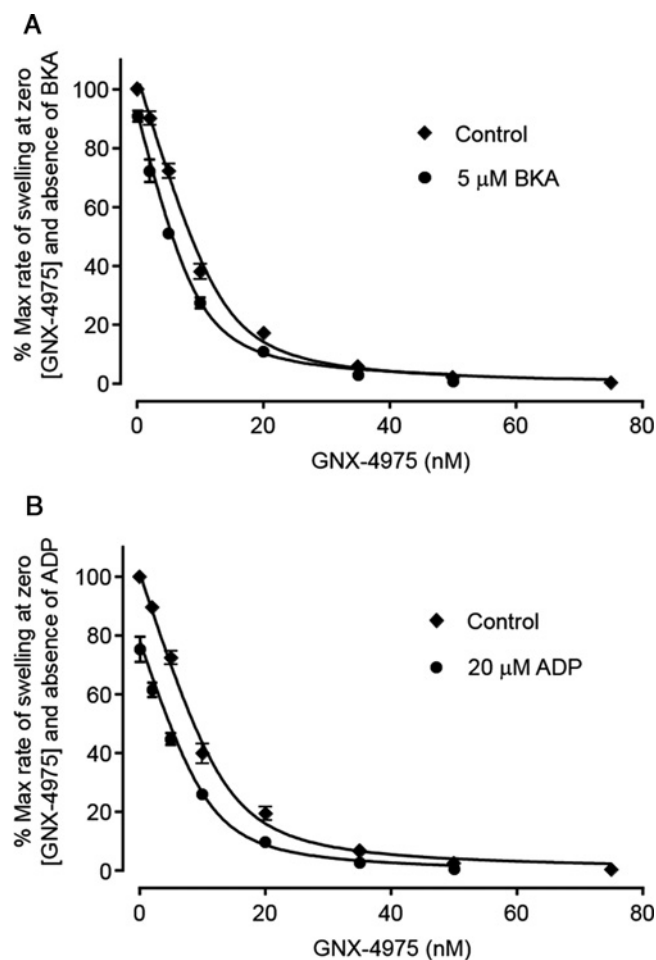 A
% Max rate of swelling at zero
[GNX-4975] and absence of BKA
100
80
60
40
20
0
Control
5 μM BKA
0
20
40
60
80
GNX-4975 (nM)
B
% Max rate of swelling at zero
[GNX-4975] and absence of ADP
100
80
60
40
20
0
Control
20 μM ADP
0
20
40
60
80
GNX-4975 (nM)